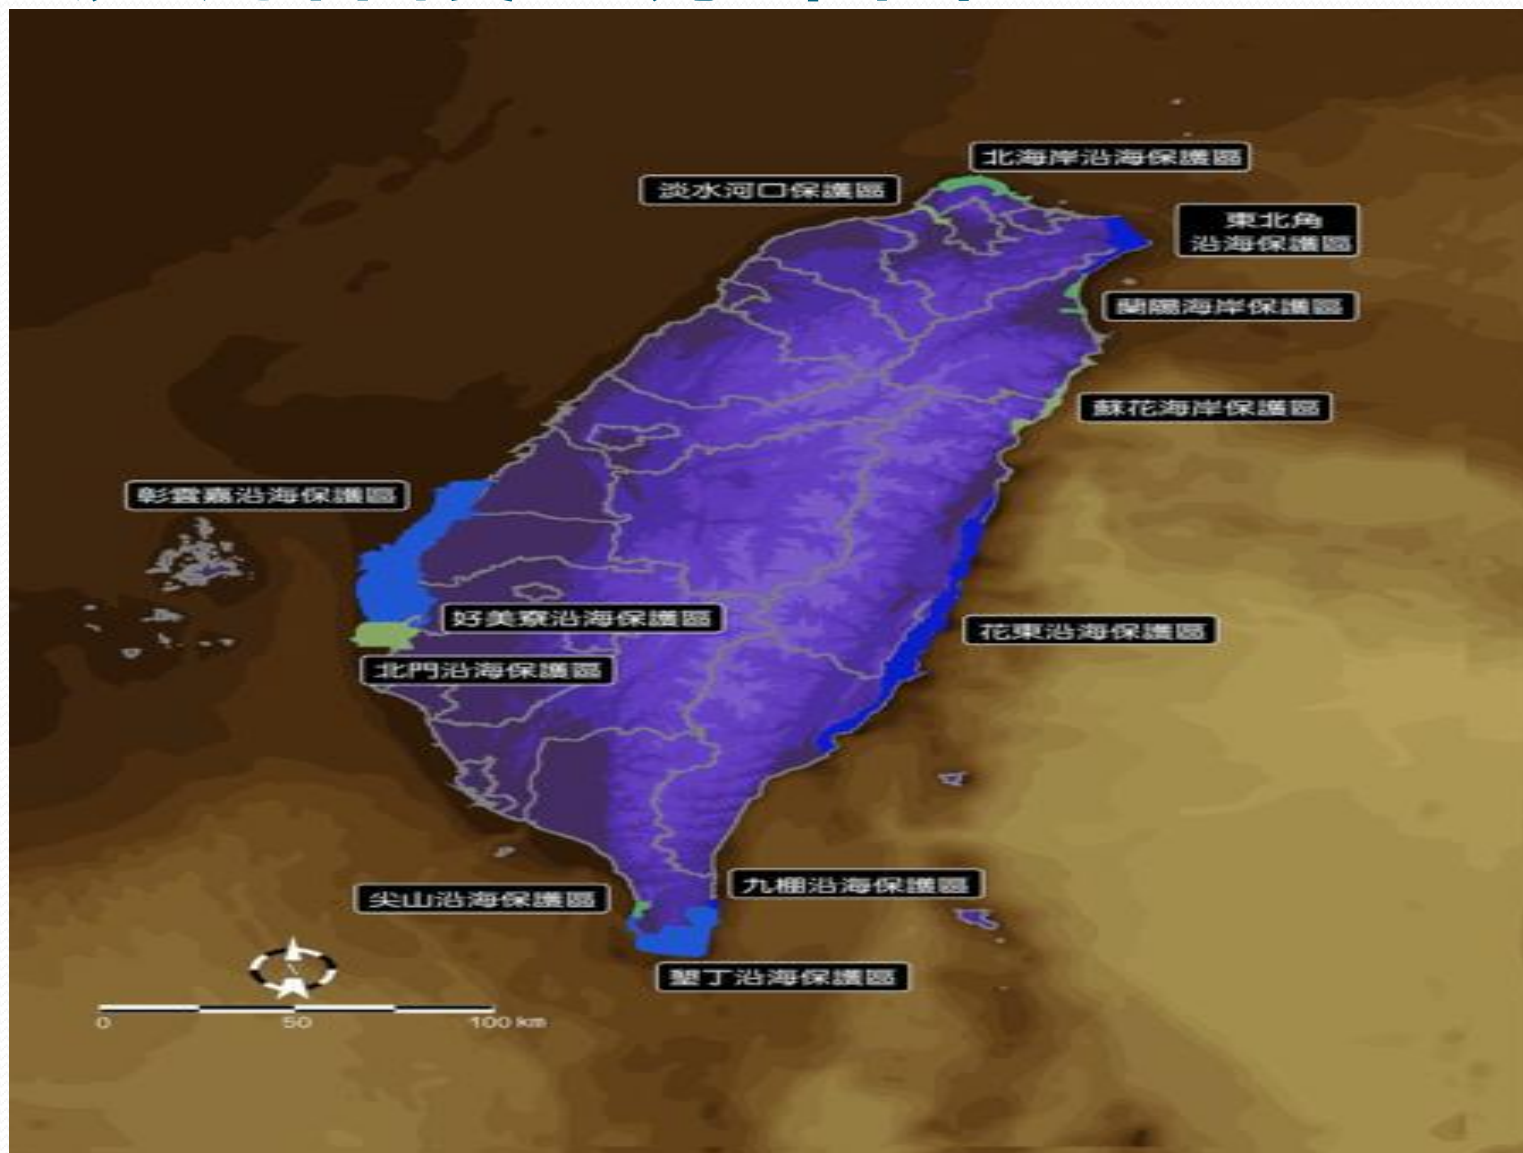 北海岸沿海保護區
淡水河口保護區
東北角
沿海保護區
蘭陽海岸保護區
蘇花海岸保護區
彰雲嘉沿海保護區
好美寮沿海保護區
花東沿海保護區
北門沿海保護區
九棚沿海保護區
尖山沿海保護區
墾丁沿海保護區
0 50 100 km